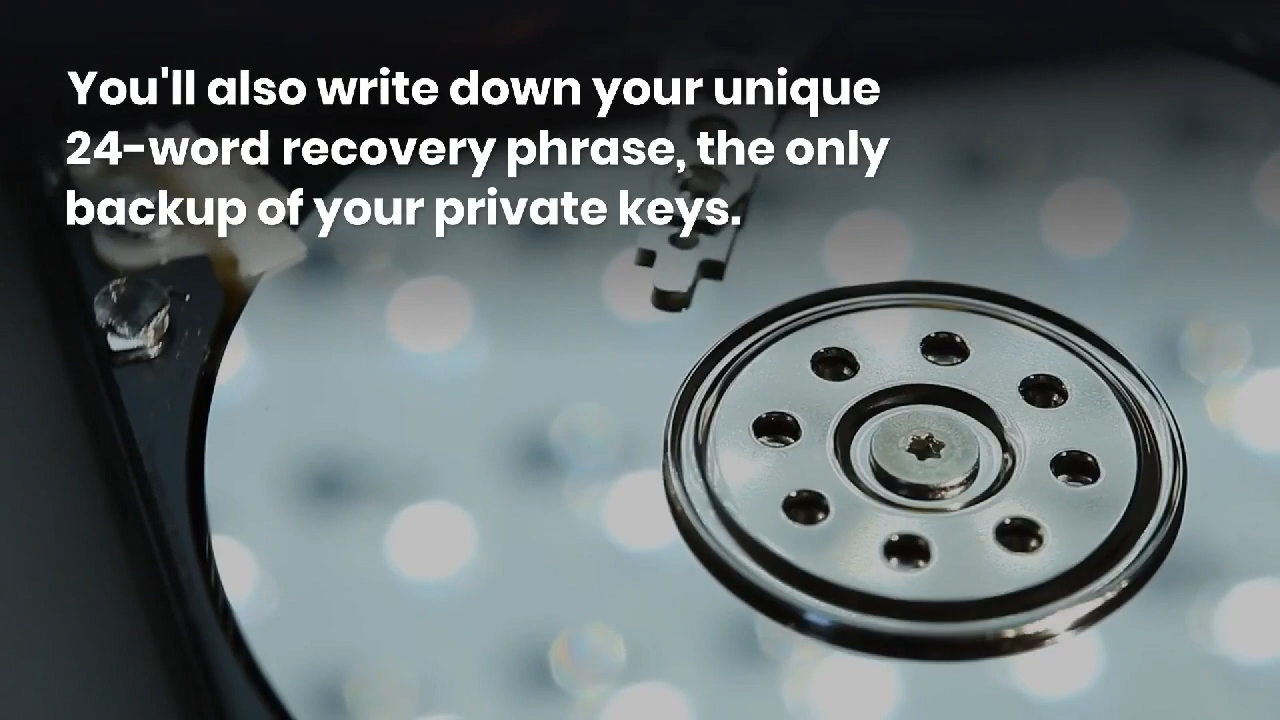 You'll also write down your unique
24-word recovery phrase, the only
backup of your private keys.